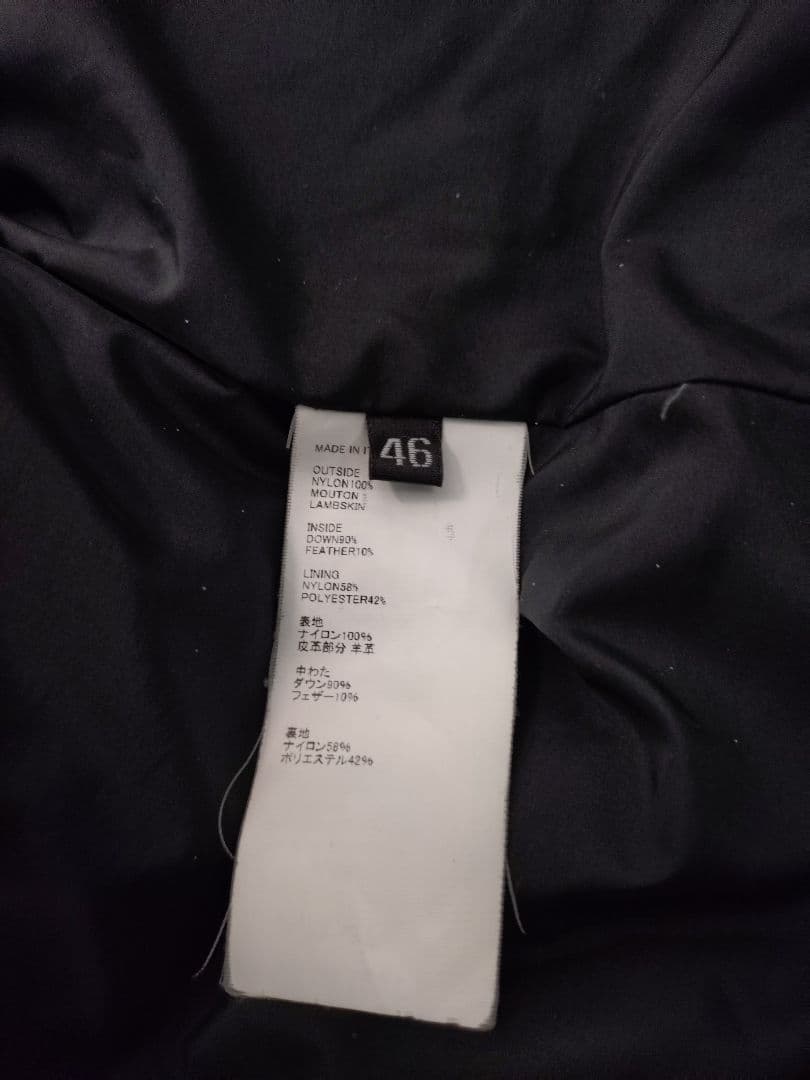 46
MADE IN IT
OUTSIDE
NYLON100%
MOUTON
LAMBSKIN
INSIDE
DOWN90%
FEATHER10%
LINING
NYLON58%
POLYESTER42%
表地
ナイロン100%
皮革部分 羊革
中わた
ダウン90%
フェザー10%
裏地
ナイロン58%
ポリエステル42%